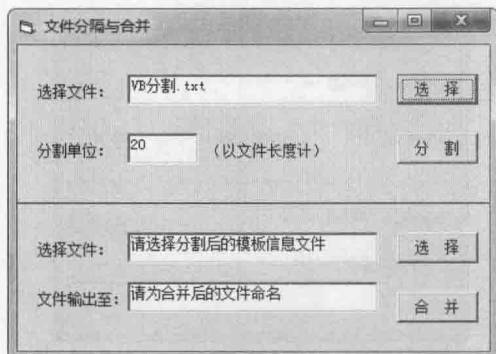 文件分隔与合并
选择文件： VB分割.txt 选 择
分割单位： 20 （以文件长度计） 分 割
选择文件： 请选择分割后的模板信息文件 选 择
文件输出至： 请为合并后的文件命名 合 并